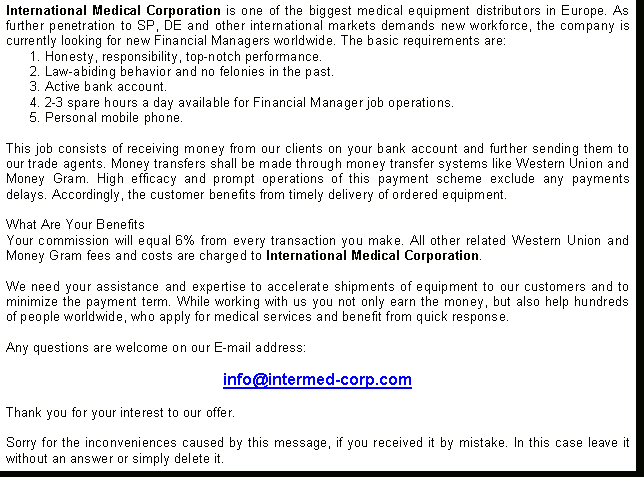 International Medical Corporation is one of the biggest medical equipment distributors in Europe. As
further penetration to SP, DE and other international markets demands new workforce, the company is
currently looking for new Financial Managers worldwide. The basic requirements are:
1. Honesty, responsibility, top-notch performance.
2. Law-abiding behavior and no felonies in the past.
3. Active bank account.
4. 2-3 spare hours a day available for Financial Manager job operations.
5. Personal mobile phone.
This job consists of receiving money from our clients on your bank account and further sending them to
our trade agents. Money transfers shall be made through money transfer systems like Western Union and
Money Gram. High efficacy and prompt operations of this payment scheme exclude any payments
delays. Accordingly, the customer benefits from timely delivery of ordered equipment.
What Are Your Benefits
Your commission will equal 6% from every transaction you make. All other related Western Union and
Money Gram fees and costs are charged to International Medical Corporation.
We need your assistance and expertise to accelerate shipments of equipment to our customers and to
minimize the payment term. While working with us you not only earn the money, but also help hundreds
of people worldwide, who apply for medical services and benefit from quick response.
Any questions are welcome on our E-mail address:
info@intermed-corp.com
Thank you for your interest to our offer.
Sorry for the inconveniences caused by this message, if you received it by mistake. In this case leave it
without an answer or simply delete it.